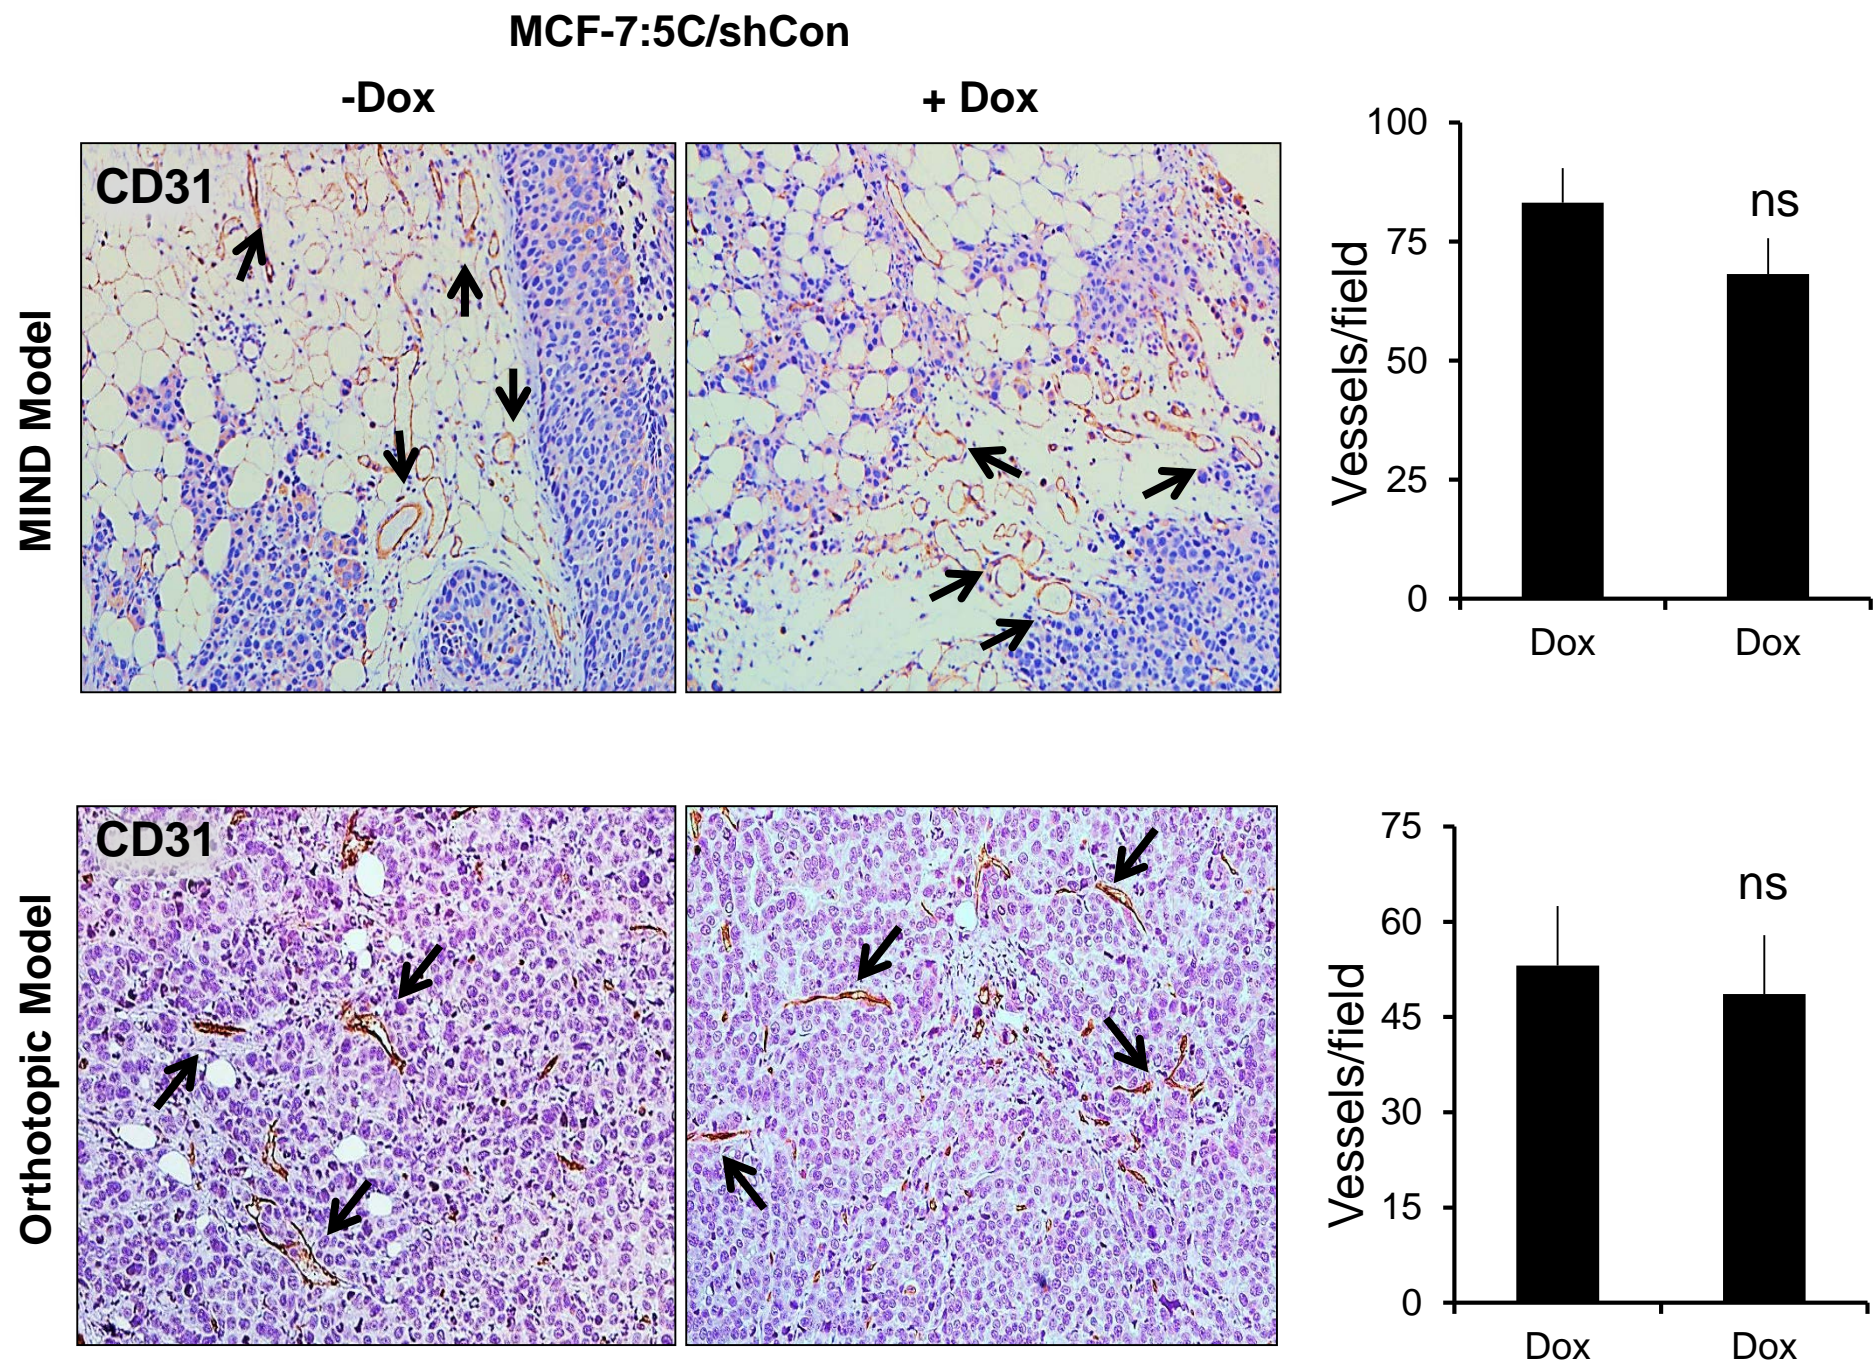 MCF-7:5C/shCon
-Dox
+ Dox
MIND Model
CD31
Vessels/field
100
75
50
25
0
ns
Dox
Dox
Orthotopic Model
CD31
Vessels/field
75
60
45
30
15
0
ns
Dox
Dox